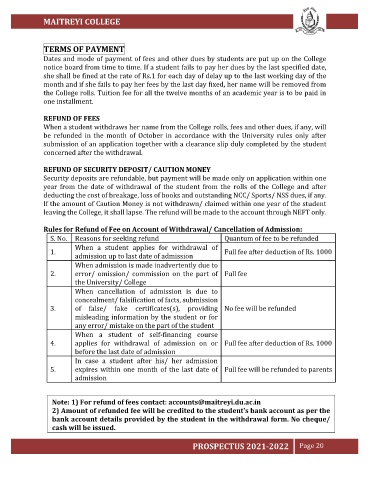 MAITREYI COLLEGE
TERMS OF PAYMENT
Dates and mode of payment of fees and other dues by students are put up on the College
notice board from time to time. If a student fails to pay her dues by the last specified date,
she shall be fined at the rate of Rs.1 for each day of delay up to the last working day of the
month and if she fails to pay her fees by the last day fixed, her name will be removed from
the College rolls. Tuition fee for all the twelve months of an academic year is to be paid in
one installment.
REFUND OF FEES
When a student withdraws her name from the College rolls, fees and other dues, if any, will
be refunded in the month of October in accordance with the University rules only after
submission of an application together with a clearance slip duly completed by the student
concerned after the withdrawal.
REFUND OF SECURITY DEPOSIT/ CAUTION MONEY
Security deposits are refundable, but payment will be made only on application within one
year from the date of withdrawal of the student from the rolls of the College and after
deducting the cost of breakage, loss of books and outstanding NCC/ Sports/ NSS dues, if any.
If the amount of Caution Money is not withdrawn/ claimed within one year of the student
leaving the College, it shall lapse. The refund will be made to the account through NEFT only.
Rules for Refund of Fee on Account of Withdrawal/ Cancellation of Admission:
S. No. Reasons for seeking refund Quantum of fee to be refunded
1. When a student applies for withdrawal of
admission up to last date of admission Full fee after deduction of Rs. 1000
When admission is made inadvertently due to
2. error/ omission/ commission on the part of Full fee
the University/ College
When cancellation of admission is due to
concealment/ falsification of facts, submission
3. of false/ fake certificates(s), providing No fee will be refunded
misleading information by the student or for
any error/ mistake on the part of the student
When a student of self-financing course
4. applies for withdrawal of admission on or Full fee after deduction of Rs. 1000
before the last date of admission
In case a student after his/ her admission
5. expires within one month of the last date of Full fee will be refunded to parents
admission
Note: 1) For refund of fees contact: accounts@maitreyi.du.ac.in
2) Amount of refunded fee will be credited to the student's bank account as per the
bank account details provided by the student in the withdrawal form. No cheque/
cash will be issued.
PROSPECTUS 2021-2022 Page 20